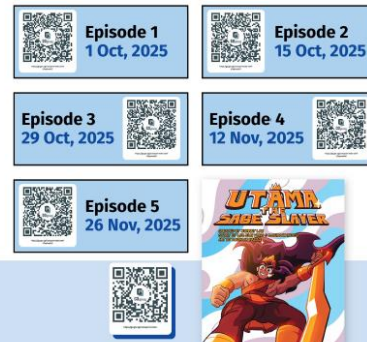 Episode 1
1 Oct, 2025
Episode 2
15 Oct, 2025
Episode 3
29 Oct, 2025
Episode 4
12 Nov, 2025
Episode 5
26 Nov, 2025
UTAMA
THE
SAGE SLAYER